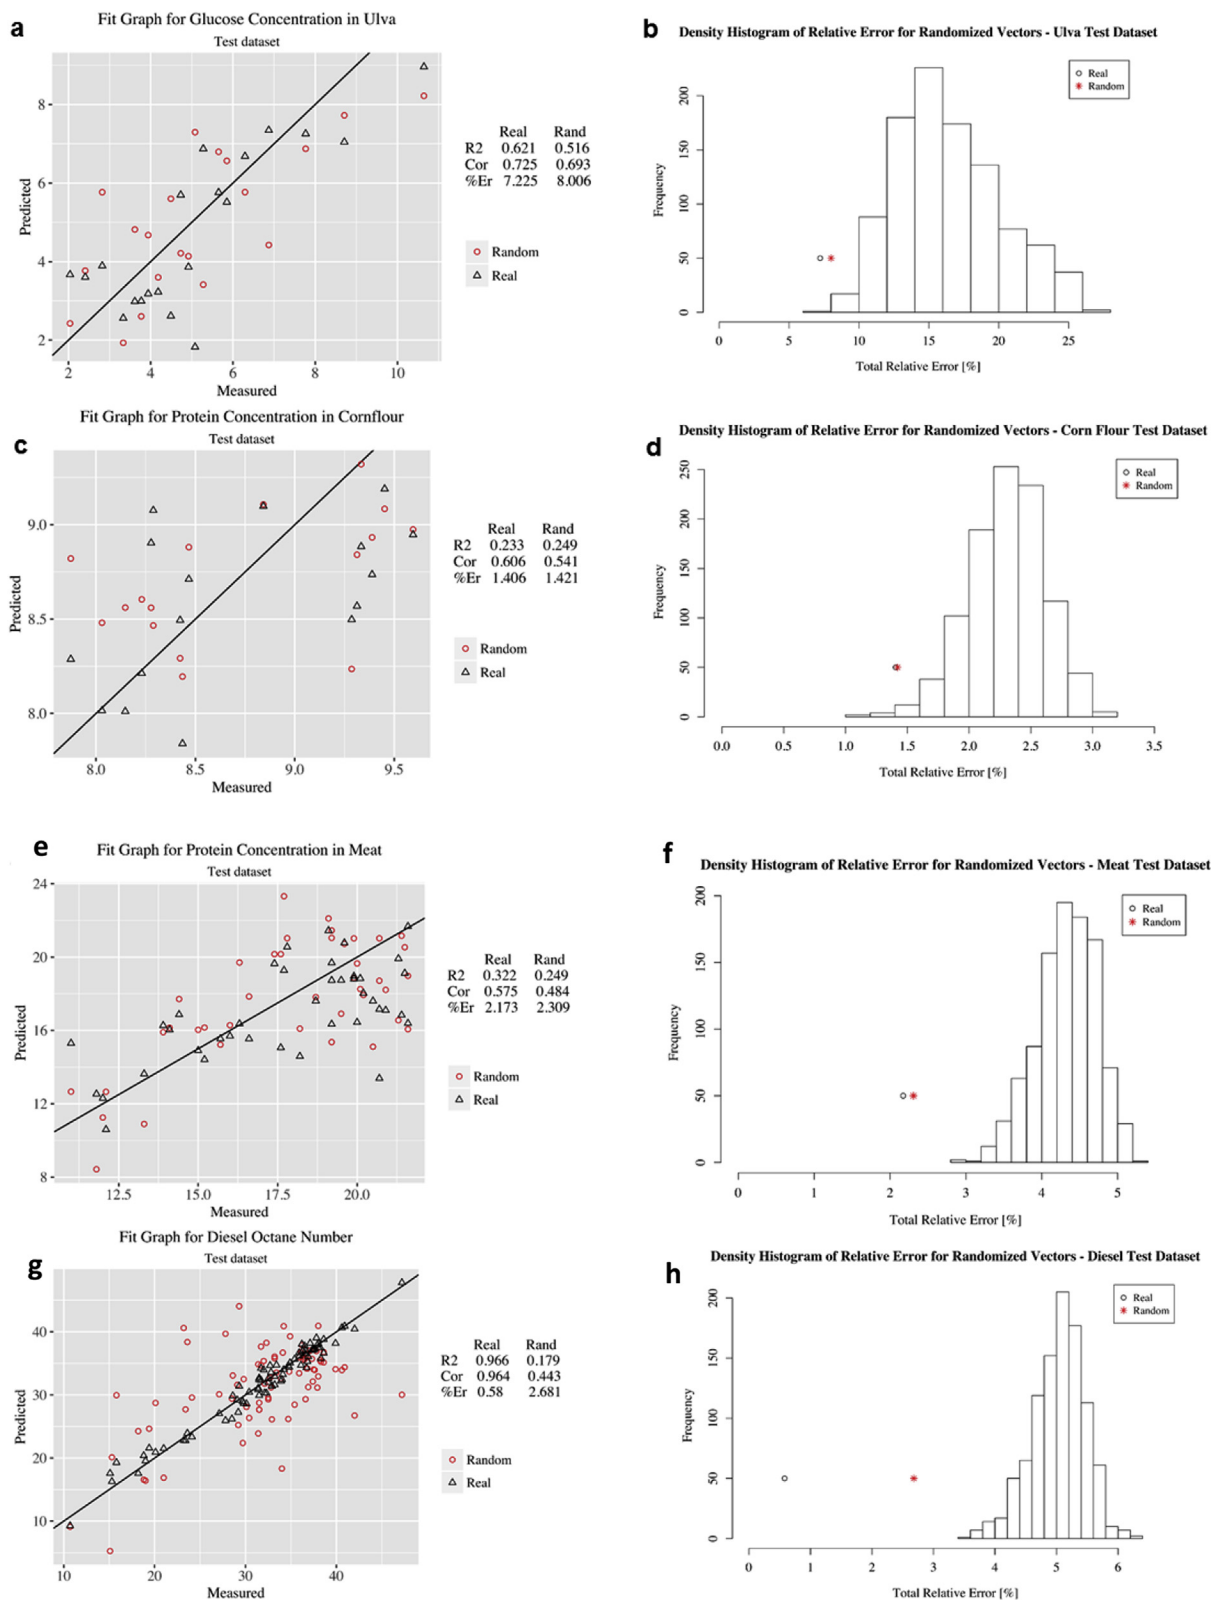 a
Fit Graph for Glucose Concentration in Ulva
Test dataset
Predicted
8
6
4
2
2 4 6 8 10
Measured
Real Rand
R2 0.621 0.516
Cor 0.725 0.693
%Er 7.225 8.006
Random
Real
b
Density Histogram of Relative Error for Randomized Vectors - Ulva Test Dataset
Real
Random
Frequency
200
150
100
50
0
0 5 10 15 20 25
Total Relative Error [%]
c
Fit Graph for Protein Concentration in Cornflour
Test dataset
Predicted
9.0
8.5
8.0
8.0 8.5 9.0 9.5
Measured
Real Rand
R2 0.233 0.249
Cor 0.606 0.541
%Er 1.406 1.421
Random
Real
d
Density Histogram of Relative Error for Randomized Vectors - Corn Flour Test Dataset
Real
Random
Frequency
250
200
150
100
50
0
0.0 0.5 1.0 1.5 2.0 2.5 3.0 3.5
Total Relative Error [%]
e
Fit Graph for Protein Concentration in Meat
Test dataset
Predicted
24
20
16
12
8
12.5 15.0 17.5 20.0
Measured
Real Rand
R2 0.322 0.249
Cor 0.575 0.484
%Er 2.173 2.309
Random
Real
f
Density Histogram of Relative Error for Randomized Vectors - Meat Test Dataset
Real
Random
Frequency
200
150
100
50
0
0 1 2 3 4 5
Total Relative Error [%]
g
Fit Graph for Diesel Octane Number
Test dataset
Predicted
40
30
20
10
10 20 30 40
Measured
Real Rand
R2 0.966 0.179
Cor 0.964 0.443
%Er 0.58 2.681
Random
Real
h
Density Histogram of Relative Error for Randomized Vectors - Diesel Test Dataset
Real
Random
Frequency
200
150
100
50
0
0 1 2 3 4 5 6
Total Relative Error [%]